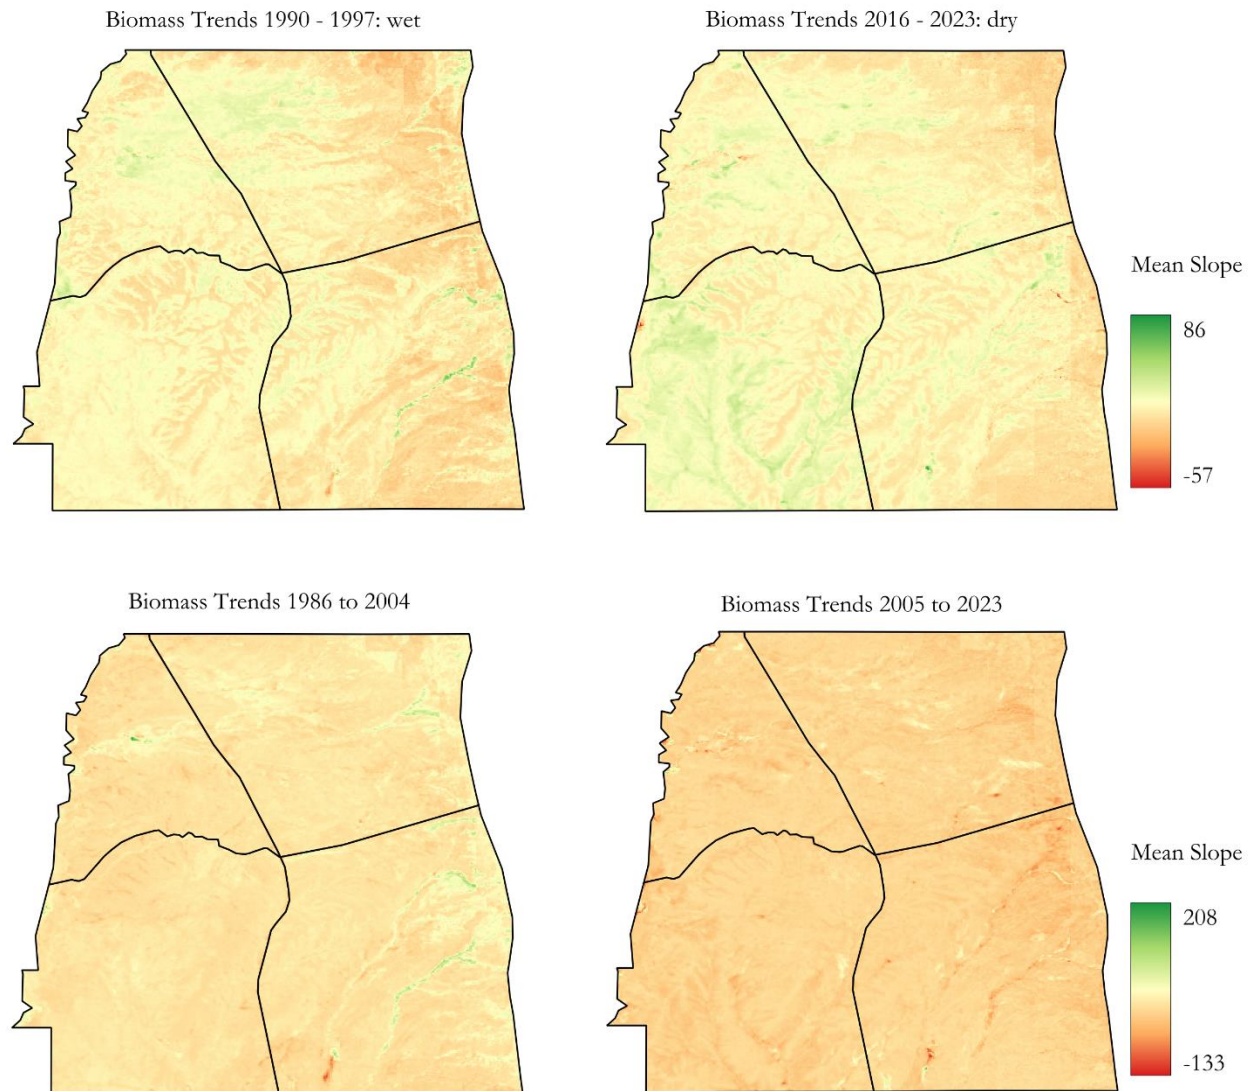 Biomass Trends 1990 - 1997: wet
Biomass Trends 2016 - 2023: dry
Mean Slope
86
-57
Biomass Trends 1986 to 2004
Biomass Trends 2005 to 2023
Mean Slope
208
-133